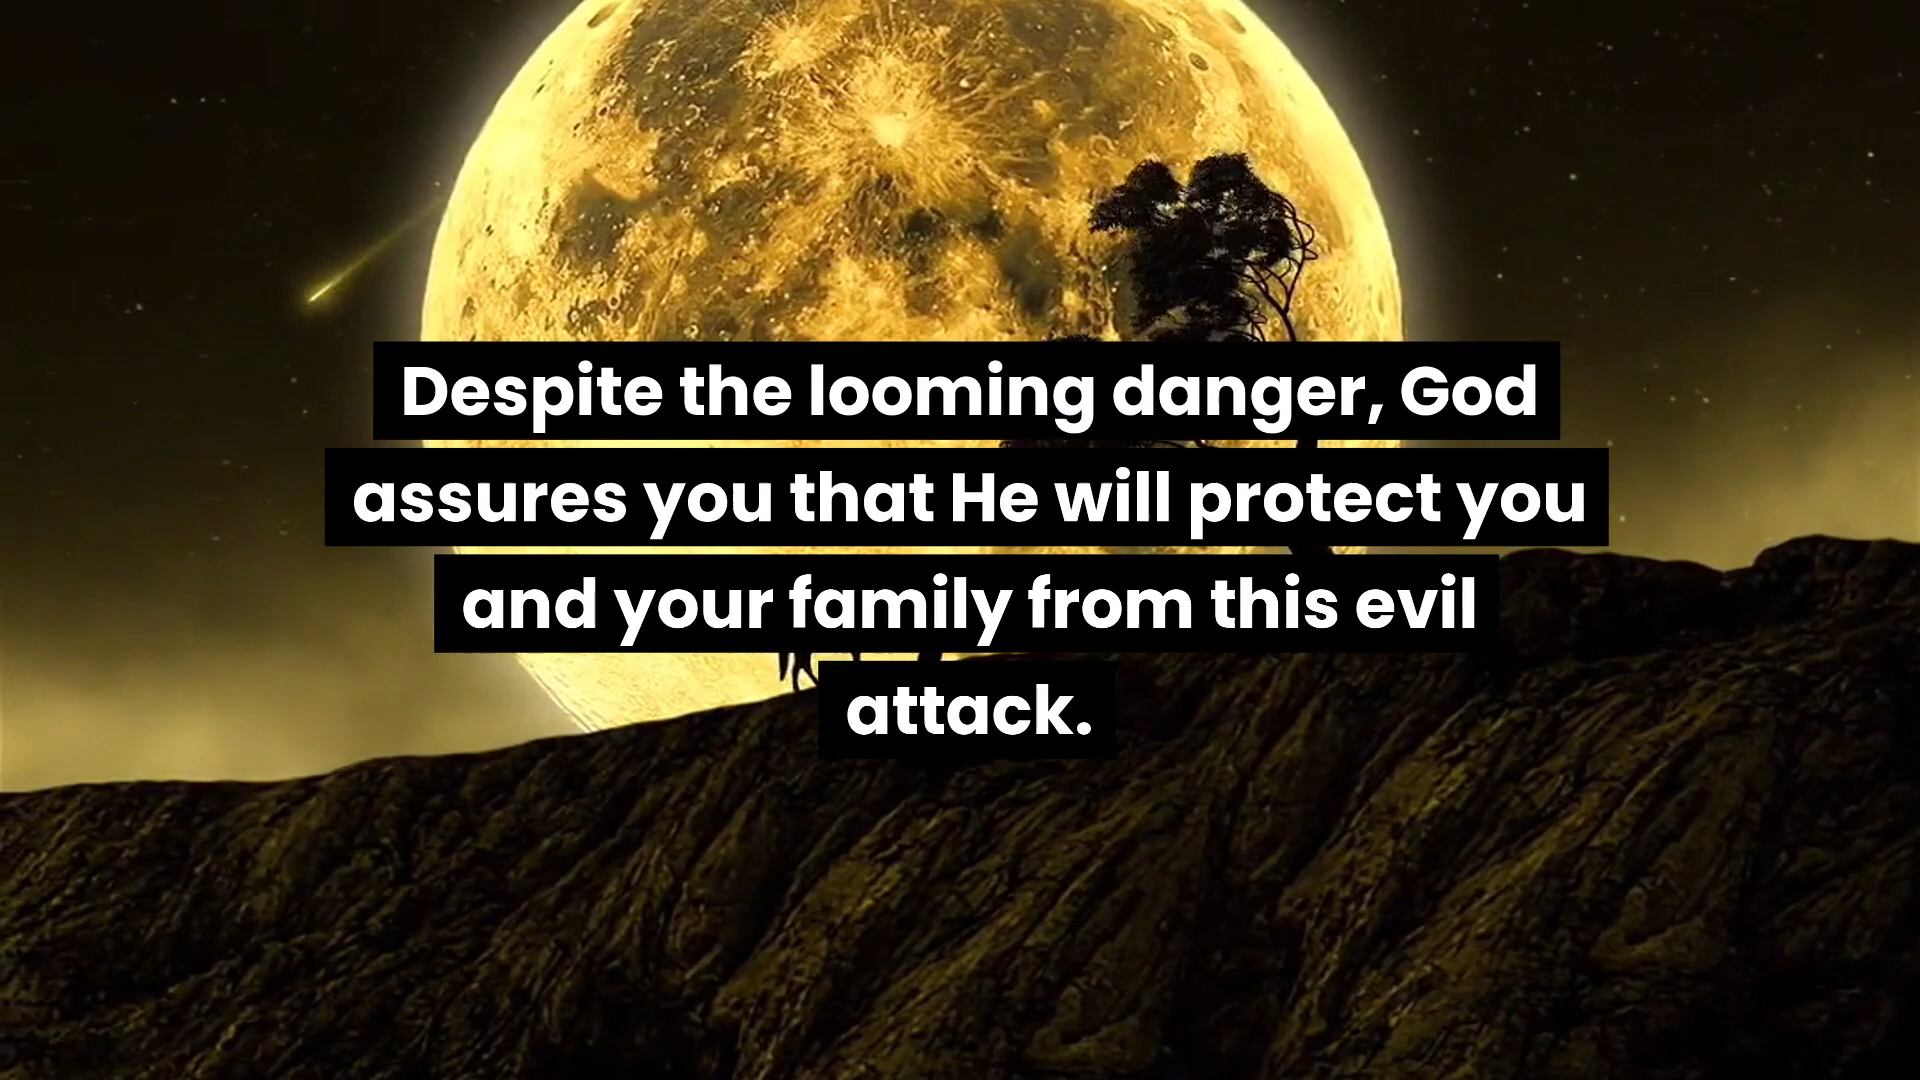 Despite the looming danger, God
assures you that He will protect you
and your family from this evil
attack.